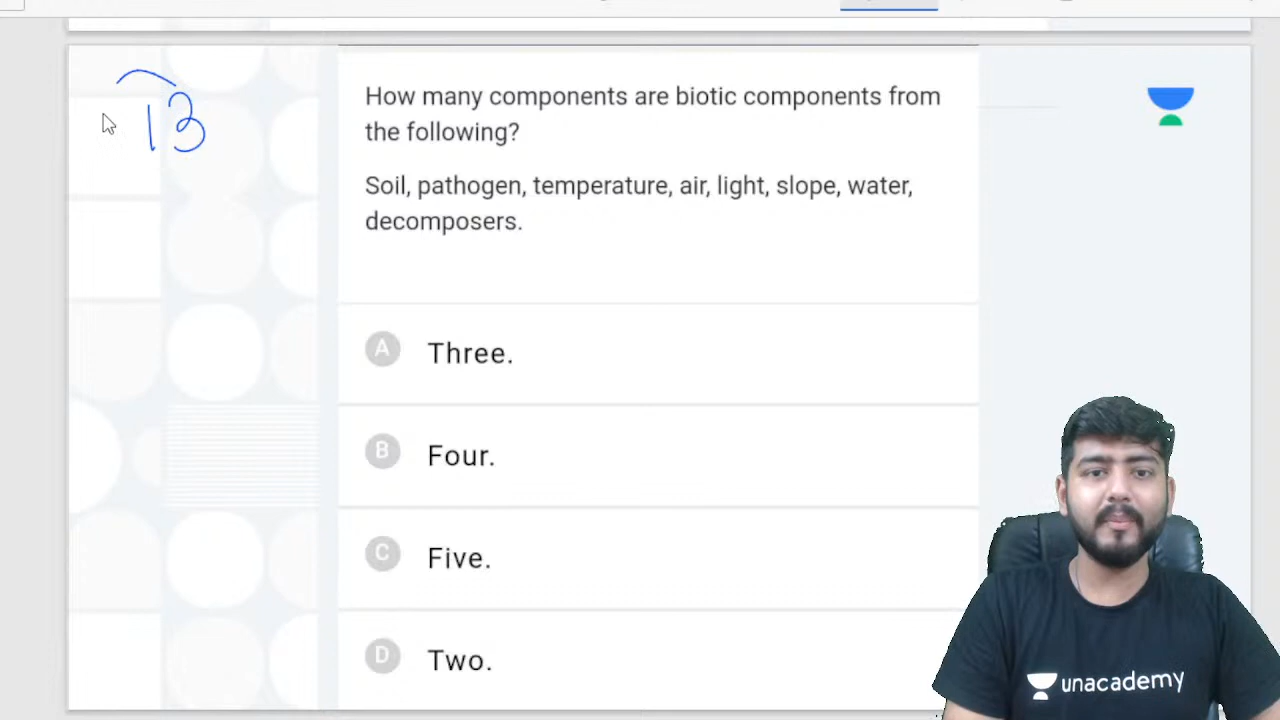 13
How many components are biotic components from
the following?
Soil, pathogen, temperature, air, light, slope, water,
decomposers.
A Three.
B Four.
C Five.
D Two.
unacademy